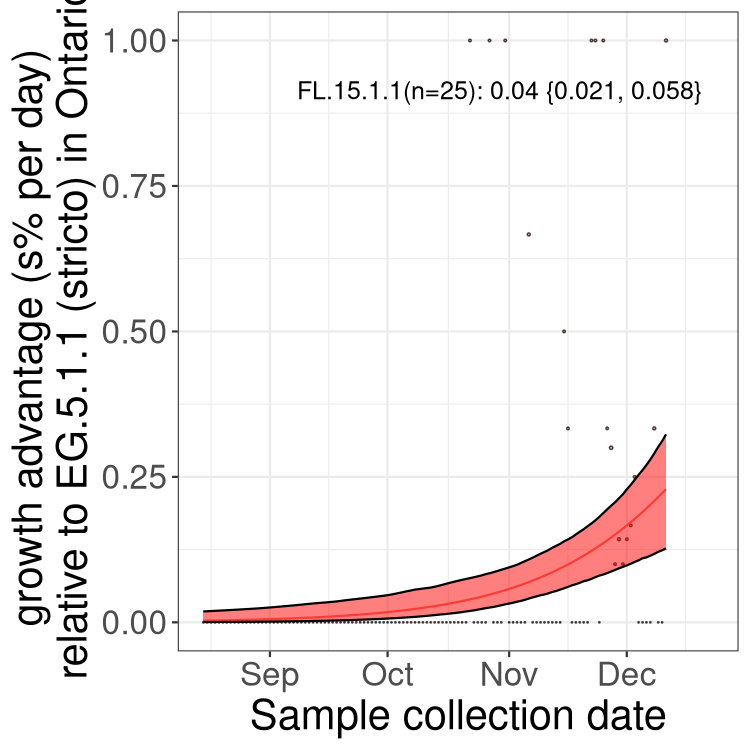 growth advantage (s% per day)
relative to EG.5.1.1 (stricto) in Ontario
1.00
0.75
0.50
0.25
0.00
FL.15.1.1(n=25): 0.04 {0.021, 0.058}
Sep Oct Nov Dec
Sample collection date